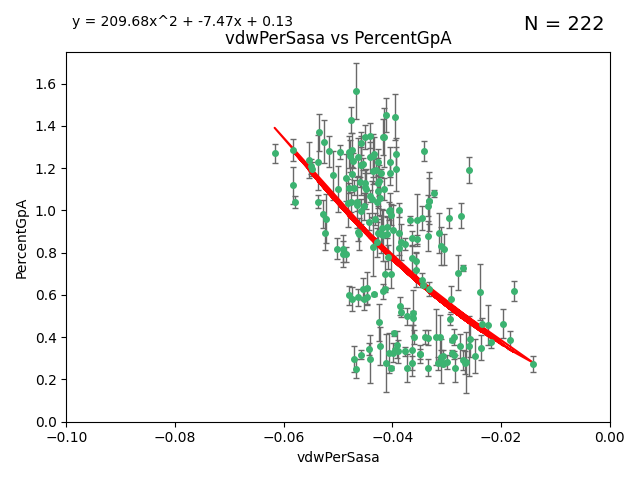 y = 209.68x^2 + -7.47x + 0.13
N = 222
vdwPerSasa vs PercentGpA
1.6
1.4
1.2
1.0
0.8
0.6
0.4
0.2
0.0
PercentGpA
−0.10 −0.08 −0.06 −0.04 −0.02 0.00
vdwPerSasa